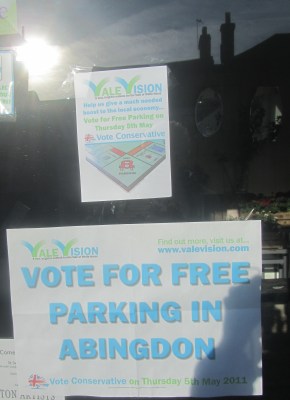 VALE VISION
Help us give a much needed
boost to the local economy...
Vote for Free Parking on
Thursday 5th May
Vote Conservative
VALE VISION
Find out more, visit us at...
www.valevision.com
VOTE FOR FREE
PARKING IN
ABINGDON
Vote Conservative on Thursday 5th May 2011